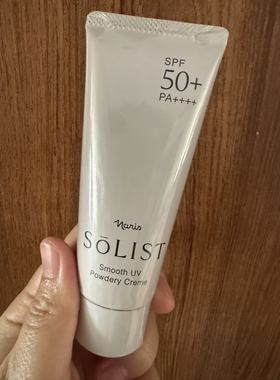 SPF
50+
PA++++
Naris
SōLIST
Smooth UV
Powdery Creme